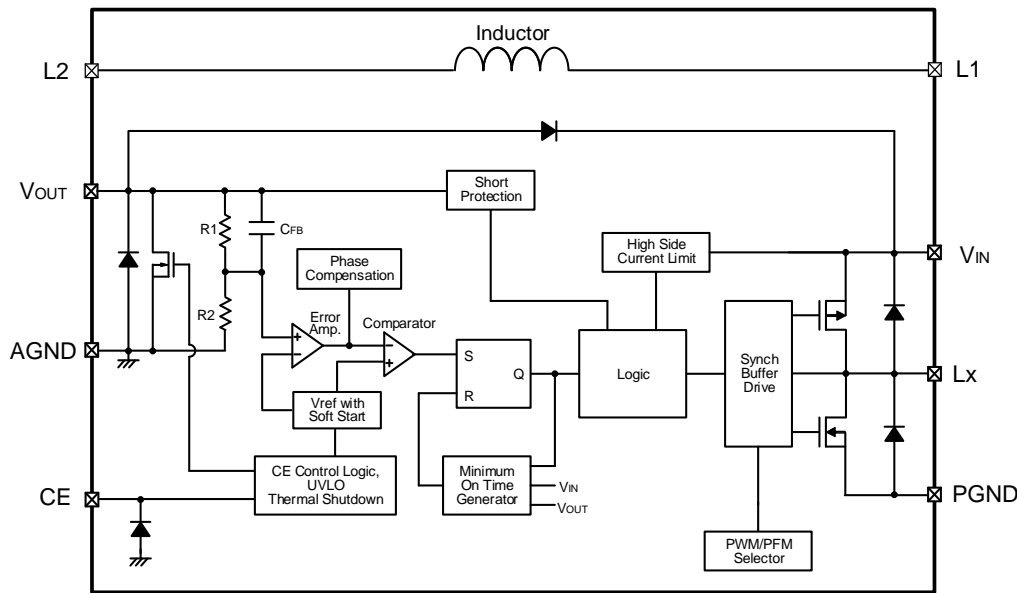 Inductor
L2
L1
VOUT
Short
Protection
R1
CFB
High Side
Current Limit
VIN
Phase
Compensation
R2
Error
Amp.
Comparator
AGND
+
−
−
+
S
Q
R
Logic
Synch
Buffer
Drive
Lx
Vref with
Soft Start
CE Control Logic,
UVLO
Thermal Shutdown
Minimum
On Time
Generator
VIN
VOUT
CE
PGND
PWM/PFM
Selector